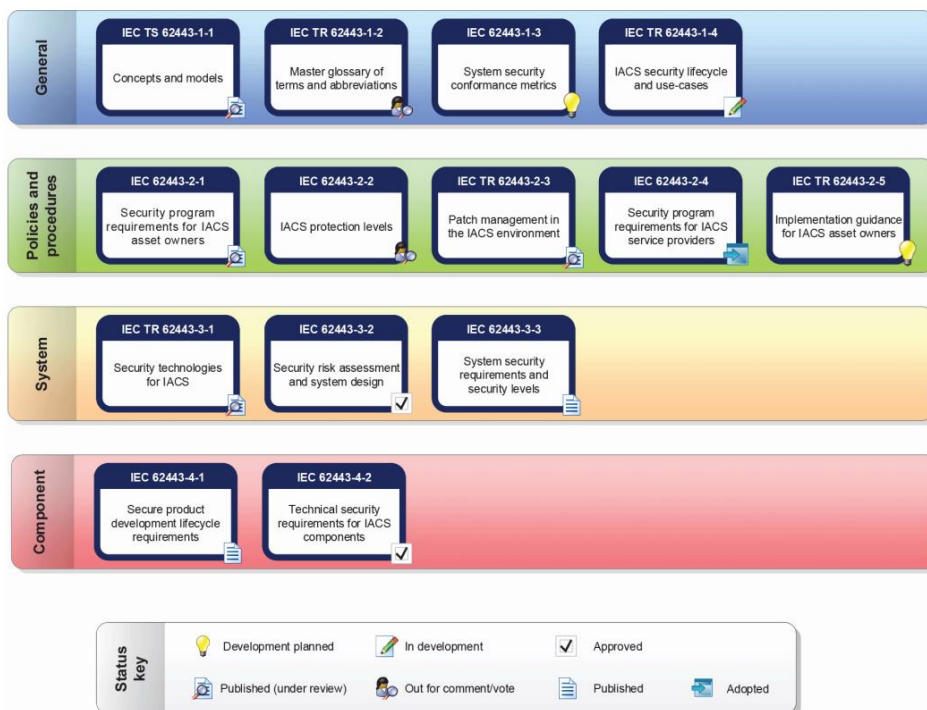 General
IEC TS 62443-1-1
Concepts and models
IEC TR 62443-1-2
Master glossary of
terms and abbreviations
IEC 62443-1-3
System security
conformance metrics
IEC TR 62443-1-4
IACS security lifecycle
and use-cases
Policies and
procedures
IEC 62443-2-1
Security program
requirements for IACS
asset owners
IEC 62443-2-2
IACS protection levels
IEC TR 62443-2-3
Patch management in
the IACS environment
IEC 62443-2-4
Security program
requirements for IACS
service providers
IEC TR 62443-2-5
Implementation guidance
for IACS asset owners
System
IEC TR 62443-3-1
Security technologies
for IACS
IEC 62443-3-2
Security risk assessment
and system design
IEC 62443-3-3
System security
requirements and
security levels
Component
IEC 62443-4-1
Secure product
development lifecycle
requirements
IEC 62443-4-2
Technical security
requirements for IACS
components
Status
key
Development planned
In development
Approved
Published (under review)
Out for comment/vote
Published
Adopted